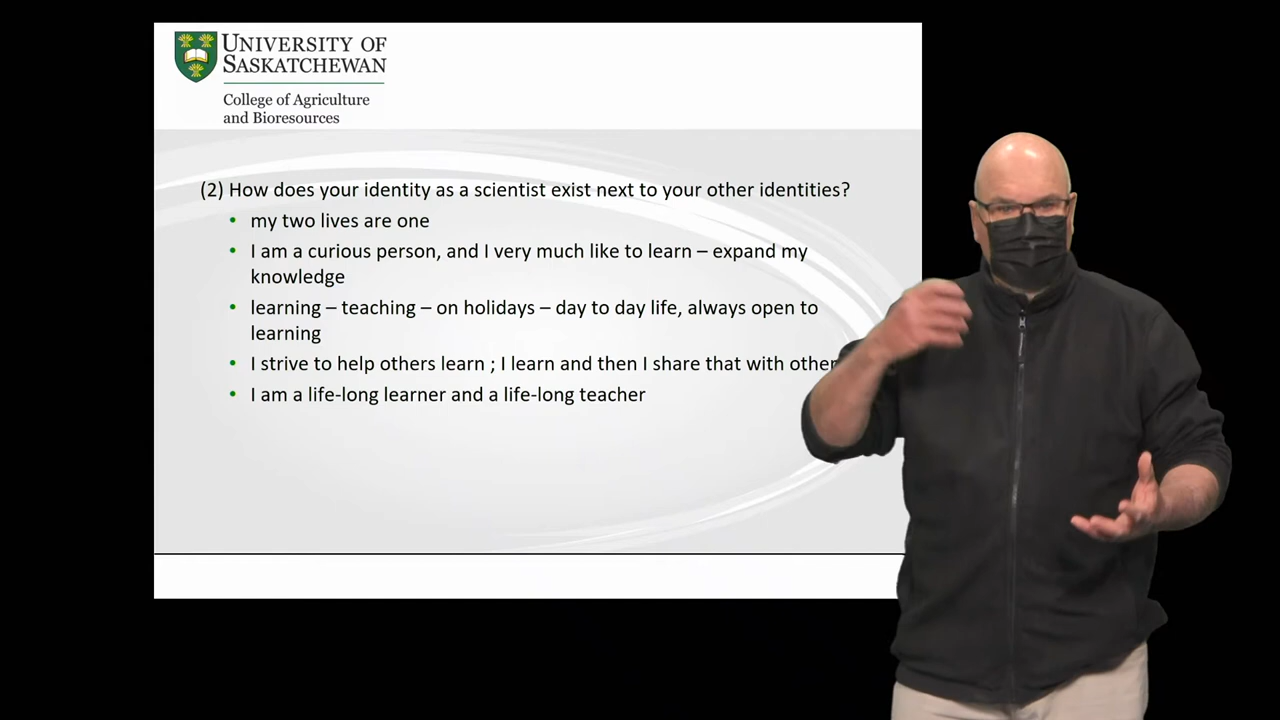 UNIVERSITY OF
SASKATCHEWAN
College of Agriculture
and Bioresources
(2) How does your identity as a scientist exist next to your other identities?
• my two lives are one
• I am a curious person, and I very much like to learn – expand my
knowledge
• learning – teaching – on holidays – day to day life, always open to
learning
• I strive to help others learn ; I learn and then I share that with other
• I am a life-long learner and a life-long teacher